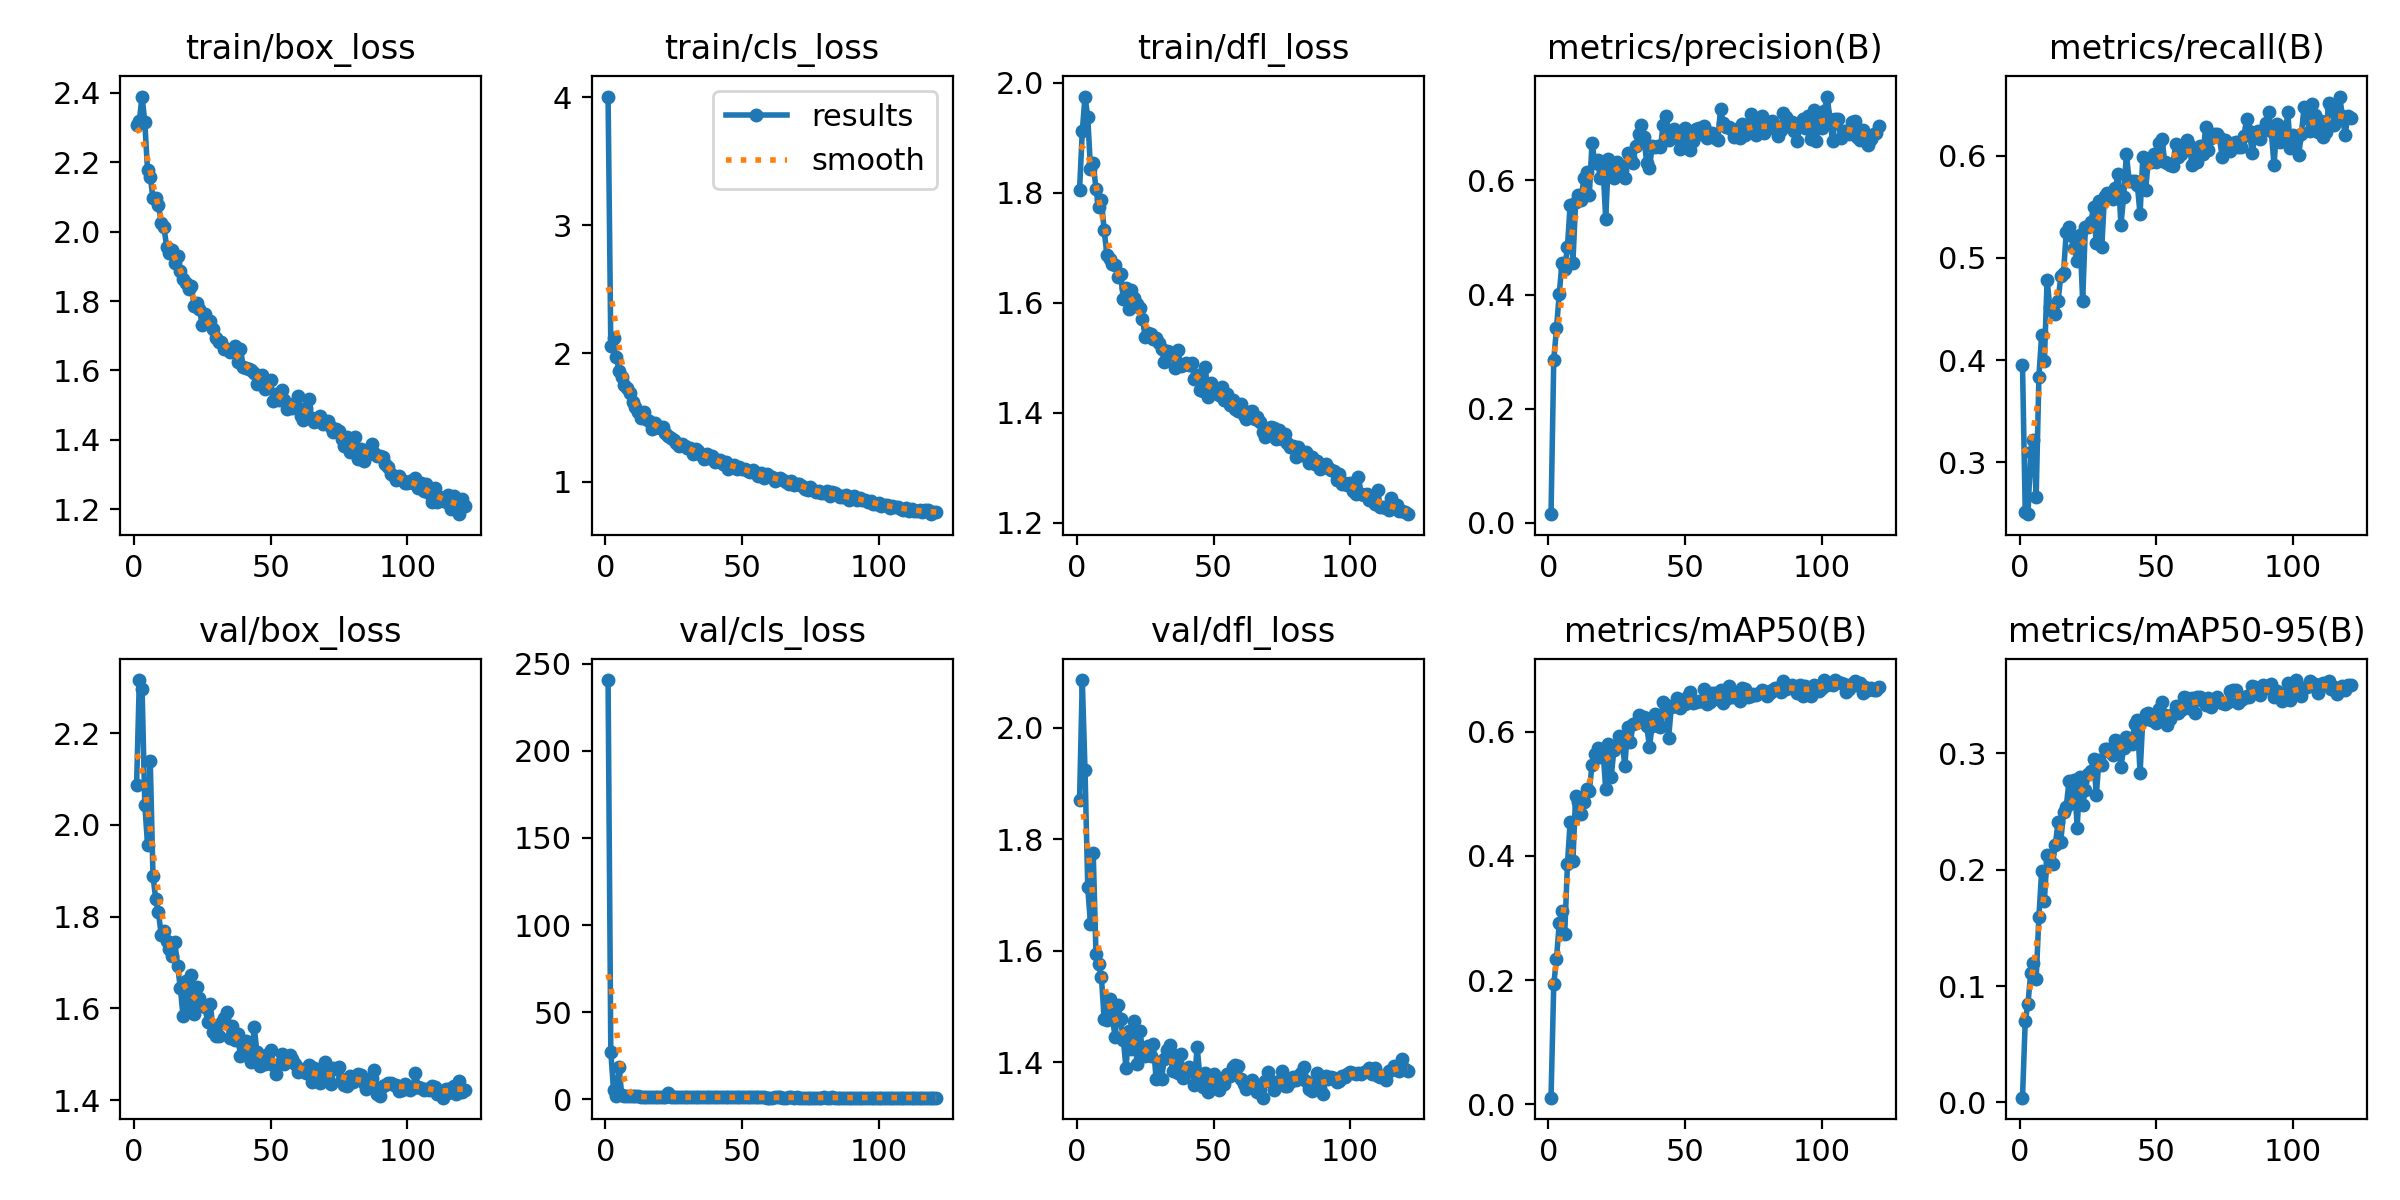 train/box_loss
train/cls_loss
train/dfl_loss
metrics/precision(B)
metrics/recall(B)
2.4
2.2
2.0
1.8
1.6
1.4
1.2
0 50 100
4
3
2
1
results
smooth
0 50 100
2.0
1.8
1.6
1.4
1.2
0 50 100
0.6
0.4
0.2
0.0
0 50 100
0.6
0.5
0.4
0.3
0 50 100
val/box_loss
val/cls_loss
val/dfl_loss
metrics/mAP50(B)
metrics/mAP50-95(B)
2.2
2.0
1.8
1.6
1.4
0 50 100
250
200
150
100
50
0
0 50 100
2.0
1.8
1.6
1.4
0 50 100
0.6
0.4
0.2
0.0
0 50 100
0.3
0.2
0.1
0.0
0 50 100